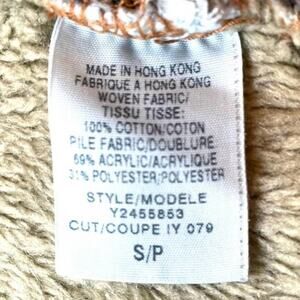 MADE IN HONG KONG
FABRIQUE A HONG KONG
WOVEN FABRIC/
TISSU TISSE:
100% COTTON/COTON
PILE FABRIC/DOUBLURE
69% ACRYLIC/ACRYLIQUE
31% POLYESTER/POLYESTER
STYLE/MODELE
Y2455853
CUT/COUPE IY 079
S/P